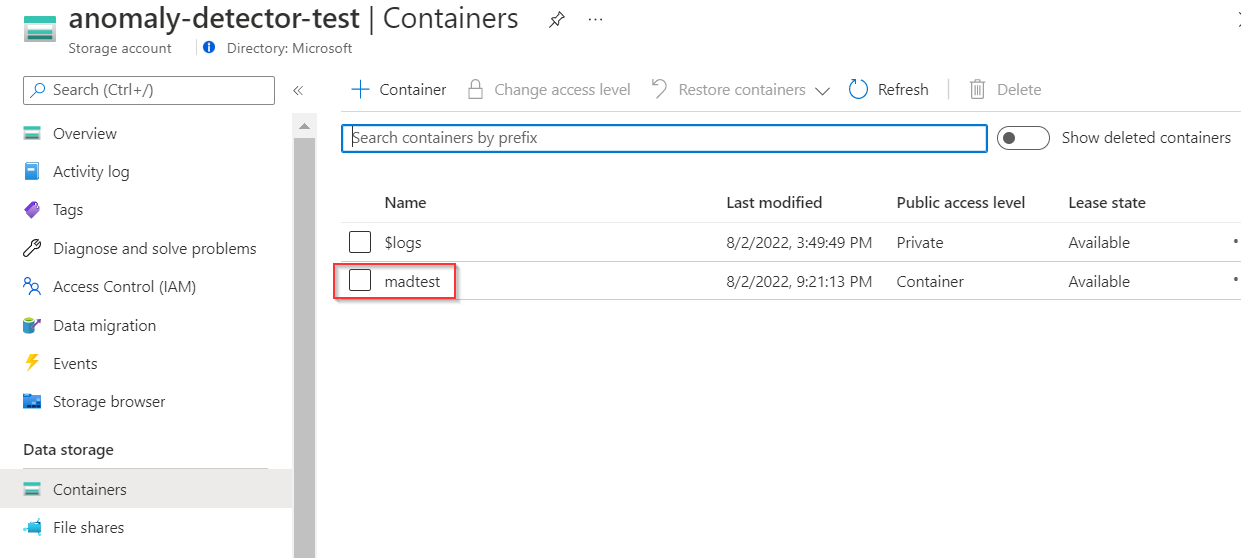 anomaly-detector-test | Containers
Storage account
Directory: Microsoft
Search (Ctrl+/)
Overview
Activity log
Tags
Diagnose and solve problems
Access Control (IAM)
Data migration
Events
Storage browser
Data storage
Containers
File shares
Container
Change access level
Restore containers
Refresh
Delete
Search containers by prefix
Show deleted containers
Name Last modified Public access level Lease state
$logs 8/2/2022, 3:49:49 PM Private Available
madtest 8/2/2022, 9:21:13 PM Container Available